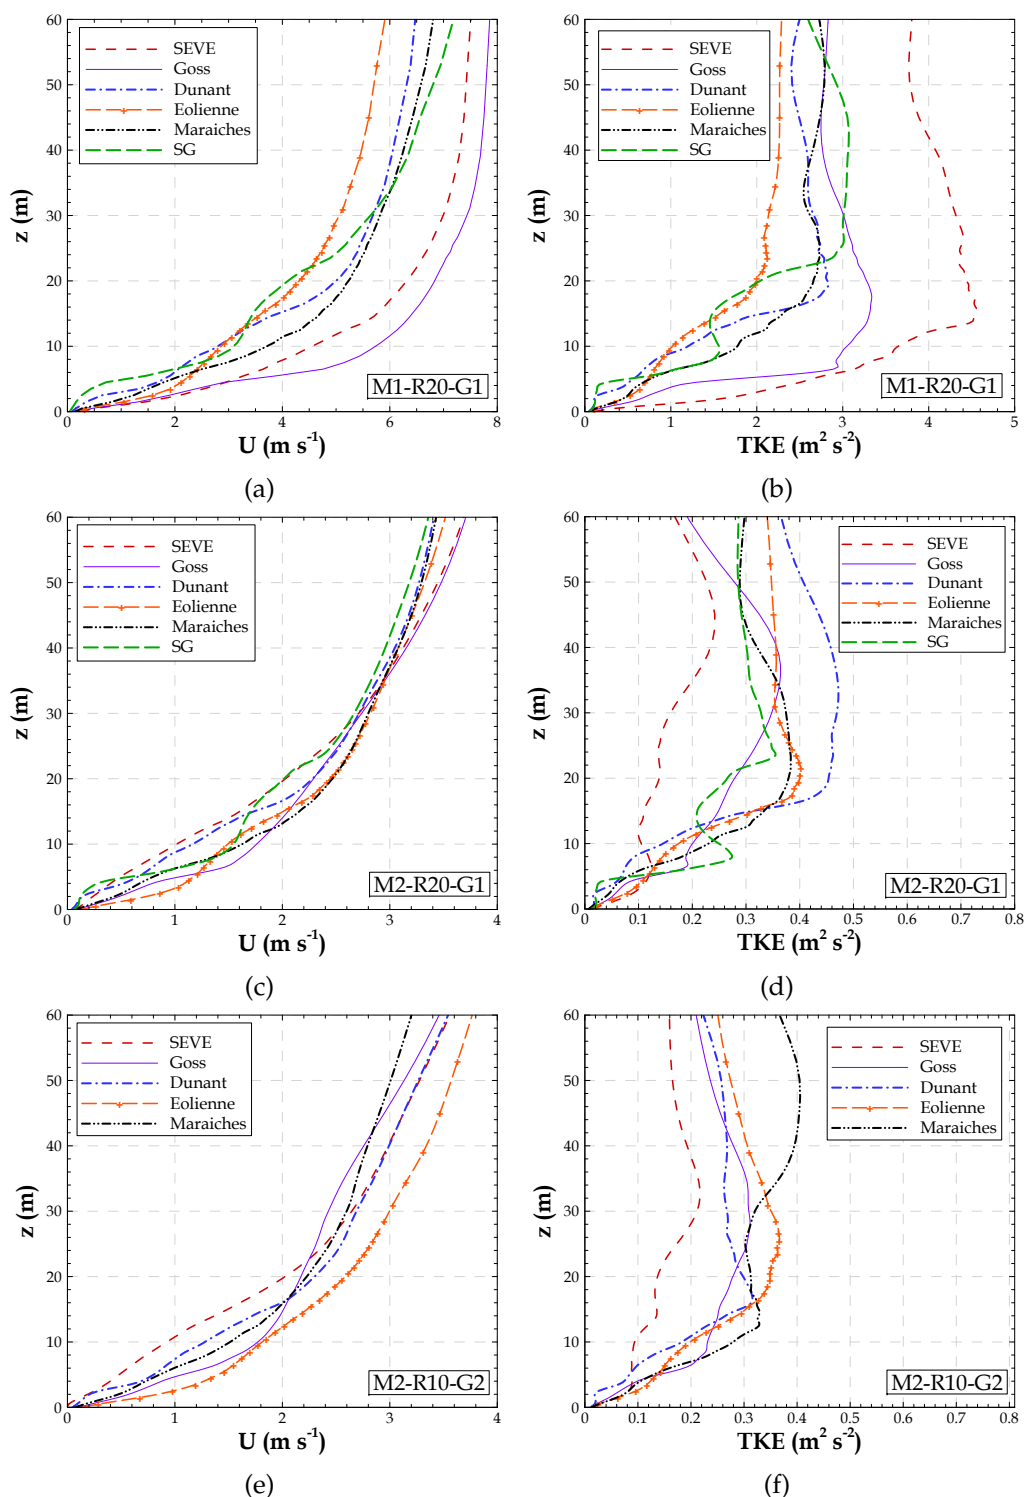 60
50
40
30
20
10
0
z (m)
SEVE
Goss
Dunant
Eolienne
Maraiches
SG
M1-R20-G1
0 2 4 6 8
U (m s-1)
(a)
60
50
40
30
20
10
0
z (m)
SEVE
Goss
Dunant
Eolienne
Maraiches
SG
M1-R20-G1
0 1 2 3 4 5
TKE (m2 s-2)
(b)
60
50
40
30
20
10
0
z (m)
SEVE
Goss
Dunant
Eolienne
Maraiches
SG
M2-R20-G1
0 1 2 3 4
U (m s-1)
(c)
60
50
40
30
20
10
0
z (m)
SEVE
Goss
Dunant
Eolienne
Maraiches
SG
M2-R20-G1
0 0.1 0.2 0.3 0.4 0.5 0.6 0.7 0.8
TKE (m2 s-2)
(d)
60
50
40
30
20
10
0
z (m)
SEVE
Goss
Dunant
Eolienne
Maraiches
M2-R10-G2
0 1 2 3 4
U (m s-1)
(e)
60
50
40
30
20
10
0
z (m)
SEVE
Goss
Dunant
Eolienne
Maraiches
M2-R10-G2
0 0.1 0.2 0.3 0.4 0.5 0.6 0.7 0.8
TKE (m2 s-2)
(f)